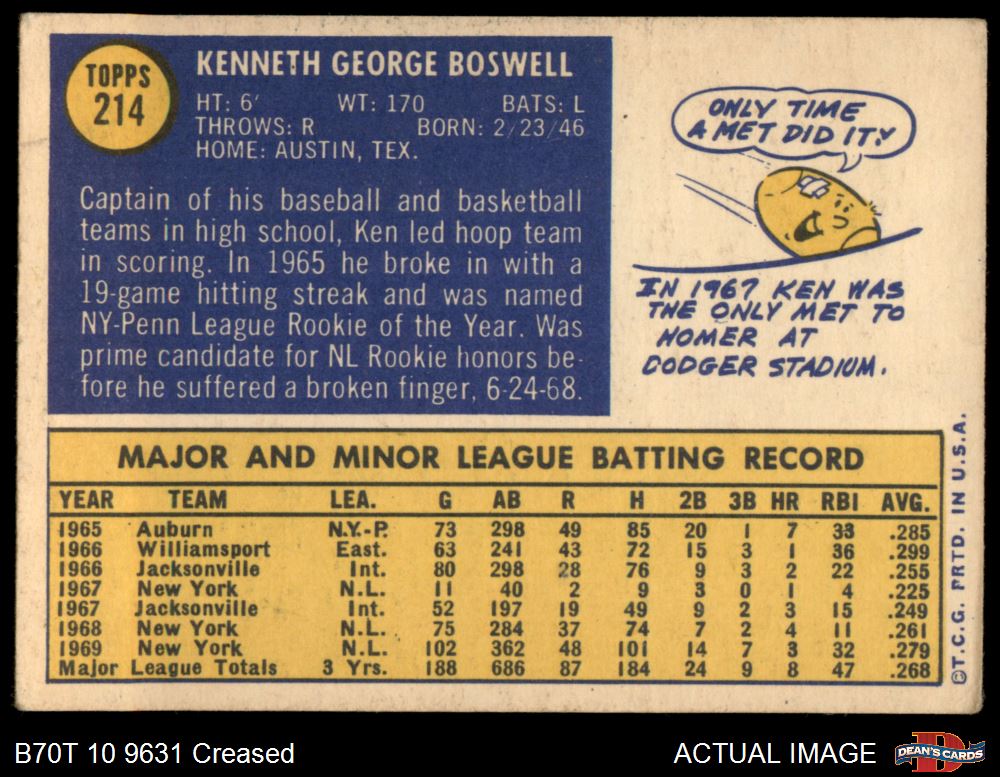 TOPPS
214
KENNETH GEORGE BOSWELL
HT: 6' WT: 170 BATS: L
THROWS: R BORN: 2/23/46
HOME: AUSTIN, TEX.
Captain of his baseball and basketball
teams in high school, Ken led hoop team
in scoring. In 1965 he broke in with a
19-game hitting streak and was named
NY-Penn League Rookie of the Year. Was
prime candidate for NL Rookie honors be-
fore he suffered a broken finger, 6-24-68.
ONLY TIME
A MET DID IT!
IN 1967 KEN WAS
THE ONLY MET TO
HOMER AT
DODGER STADIUM.
MAJOR AND MINOR LEAGUE BATTING RECORD
YEAR TEAM LEA. G AB R H 2B 3B HR RBI AVG.
1965 Auburn N.Y.-P. 73 298 49 85 20 1 7 33 .285
1966 Williamsport East. 63 241 43 72 15 3 1 36 .299
1966 Jacksonville Int. 80 298 28 76 9 3 2 22 .255
1967 New York N.L. 11 40 2 9 3 0 1 4 .225
1967 Jacksonville Int. 52 197 19 49 9 2 3 15 .249
1968 New York N.L. 75 284 37 74 7 2 4 11 .261
1969 New York N.L. 102 362 48 101 14 7 3 32 .279
Major League Totals 3 Yrs. 188 686 87 184 24 9 8 47 .268
©T.C.G. PRTD. IN U.S.A.
B70T 10 9631 Creased
ACTUAL IMAGE
DEAN'S CARDS